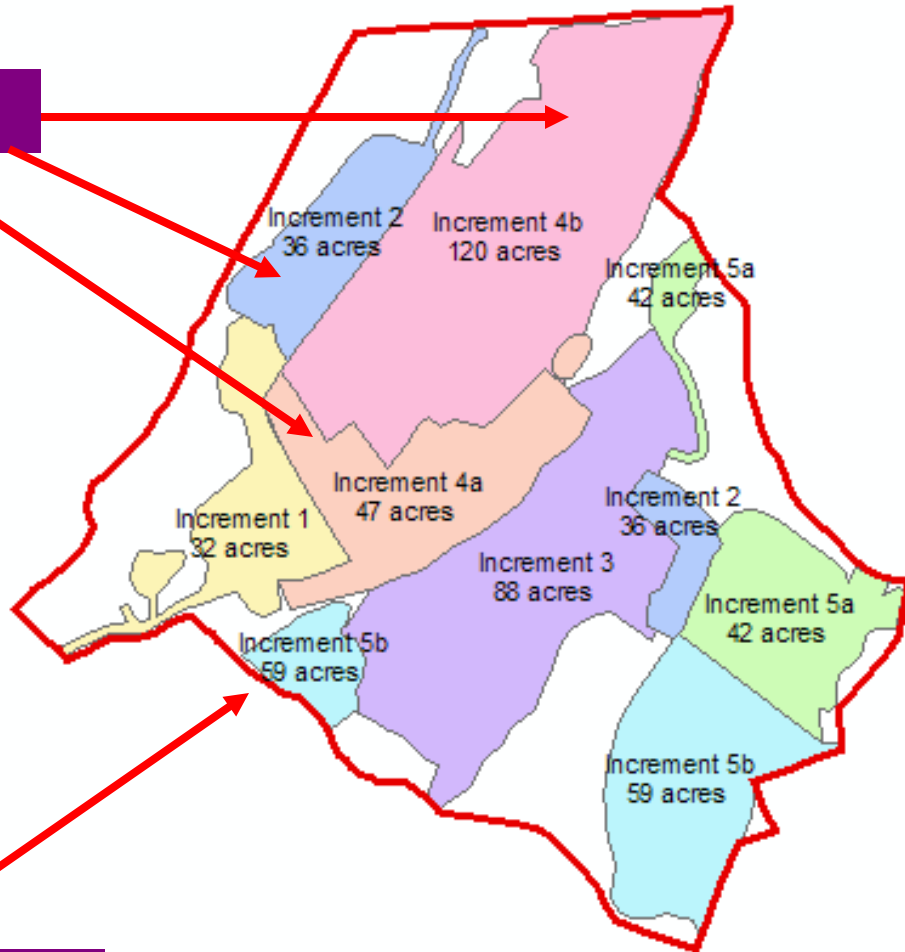 Increment 2
36 acres
Increment 4b
120 acres
Increment 5a
42 acres
Increment 4a
47 acres
Increment 1
32 acres
Increment 2
36 acres
Increment 3
88 acres
Increment 5a
42 acres
Increment 5b
59 acres
Increment 5b
59 acres